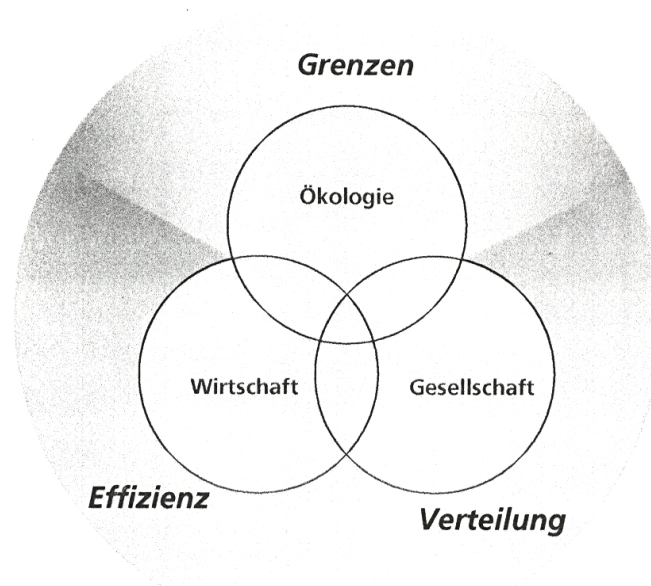 Grenzen
Ökologie
Wirtschaft
Gesellschaft
Effizienz
Verteilung